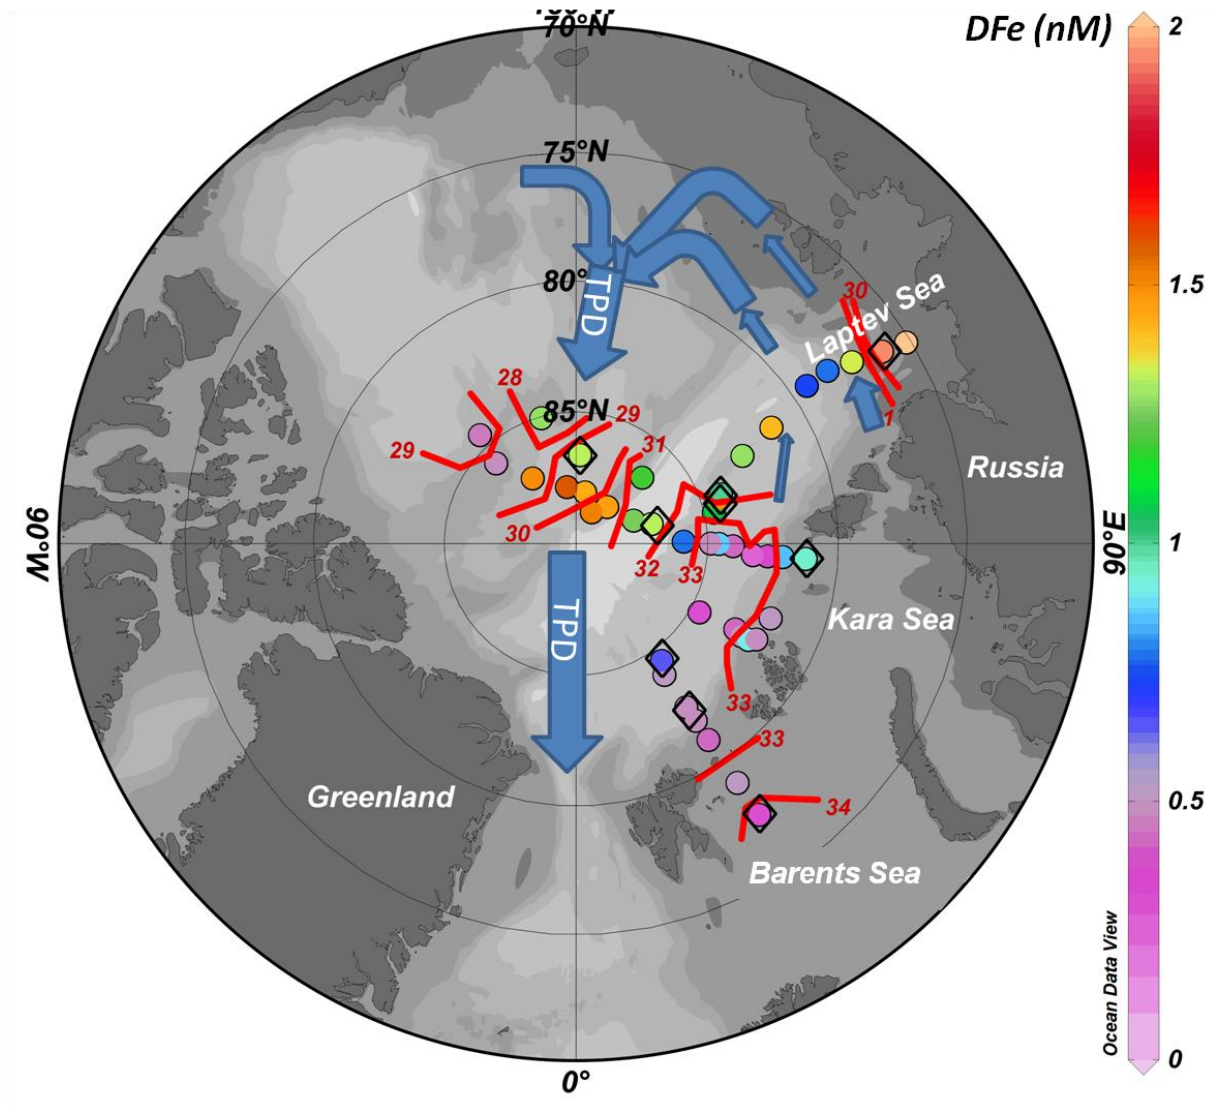 70°N
DFe (nM)
2
75°N
80°
TPD
30
Laptev Sea
1.5
28
85°N
29
29
31
1
Russia
30
32
33
90°W
90°E
1
TPD
Kara Sea
33
33
Greenland
34
0.5
Barents Sea
Ocean Data View
0°
0